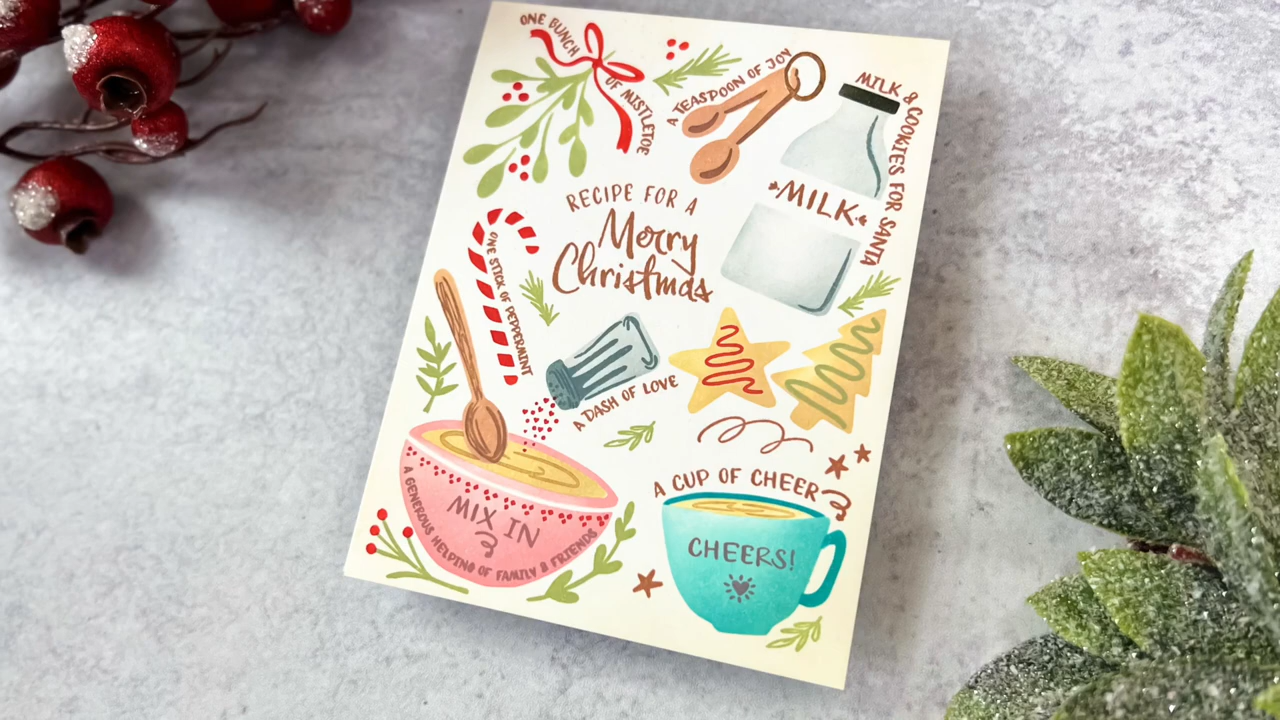 ONE BUNCH
OF MISTLETOE
A TEASPOON OF JOY
MILK & COOKIES FOR SANTA
*MILK*
RECIPE FOR A
Merry
Christmas
ONE STICK OF PEPPERMINT
A DASH OF LOVE
A CUP OF CHEER
CHEERS!
MIX IN
A GENEROUS HELPING OF FAMILY & FRIENDS